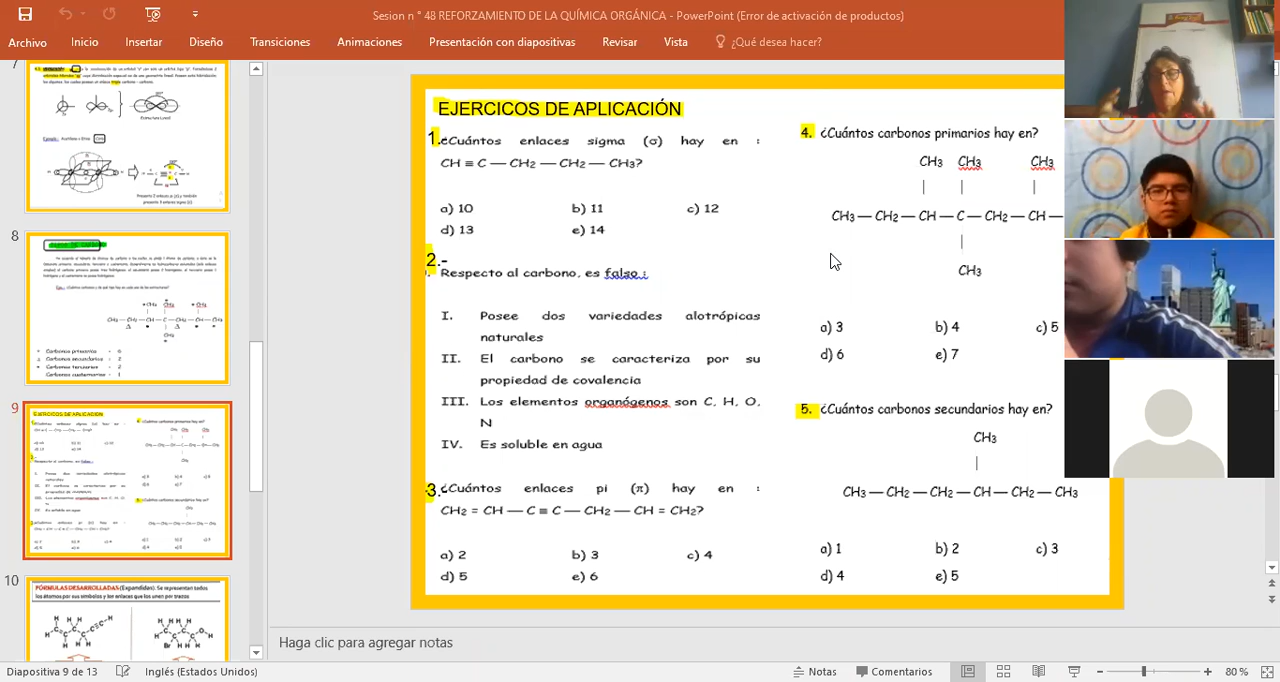 Sesion n ° 48 REFORZAMIENTO DE LA QUÍMICA ORGÁNICA - PowerPoint (Error de activación de productos)
Archivo Inicio Insertar Diseño Transiciones Animaciones Presentación con diapositivas Revisar Vista ¿Qué desea hacer?
7
8
Carbonos primarios = 6
Carbonos secundarios = 2
Carbonos terciarios = 2
Carbonos cuaternarios = 1
9
10
FÓRMULAS DESARROLLADAS (Expandidas). Se representan todos
los átomos por sus símbolos y los enlaces que los unen por trazos
EJERCICOS DE APLICACIÓN
1.¿Cuántos enlaces sigma (σ) hay en :
CH ≡ C — CH2 — CH2 — CH3?
a) 10 b) 11 c) 12
d) 13 e) 14
2.-
Respecto al carbono, es falso :
I. Posee dos variedades alotrópicas
naturales
II. El carbono se caracteriza por su
propiedad de covalencia
III. Los elementos organógenos son C, H, O,
N
IV. Es soluble en agua
3.-¿Cuántos enlaces pi (π) hay en :
CH2 = CH — C ≡ C — CH2 — CH = CH2?
a) 2 b) 3 c) 4
d) 5 e) 6
4. ¿Cuántos carbonos primarios hay en?
CH3 CH3 CH3
CH3 — CH2 — CH — C — CH2 — CH —
CH3
a) 3 b) 4 c) 5
d) 6 e) 7
5. ¿Cuántos carbonos secundarios hay en?
CH3
CH3 — CH2 — CH2 — CH — CH2 — CH3
a) 1 b) 2 c) 3
d) 4 e) 5
Haga clic para agregar notas
Diapositiva 9 de 13 Inglés (Estados Unidos) Notas Comentarios 80 %